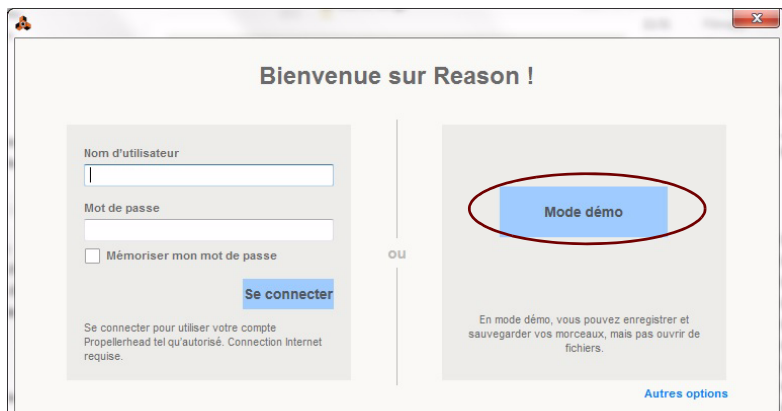 Bienvenue sur Reason !
Nom d'utilisateur
Mot de passe
Mémoriser mon mot de passe
Se connecter
Se connecter pour utiliser votre compte
Propellerhead tel qu'autorisé. Connection Internet
requise.
ou
Mode démo
En mode démo, vous pouvez enregistrer et
sauvegarder vos morceaux, mais pas ouvrir de
fichiers.
Autres options